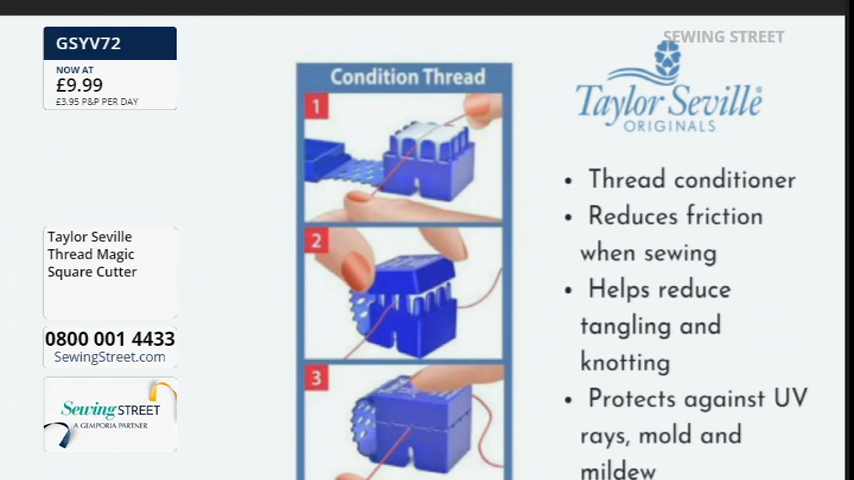 GSYV72
NOW AT
£9.99
£3.95 P&P PER DAY
Taylor Seville
Thread Magic
Square Cutter
0800 001 4433
SewingStreet.com
Sewing STREET
A GEMPORIA PARTNER
Condition Thread
1
2
3
SEWING STREET
Taylor Seville®
ORIGINALS
• Thread conditioner
• Reduces friction
when sewing
• Helps reduce
tangling and
knotting
• Protects against UV
rays, mold and
mildew